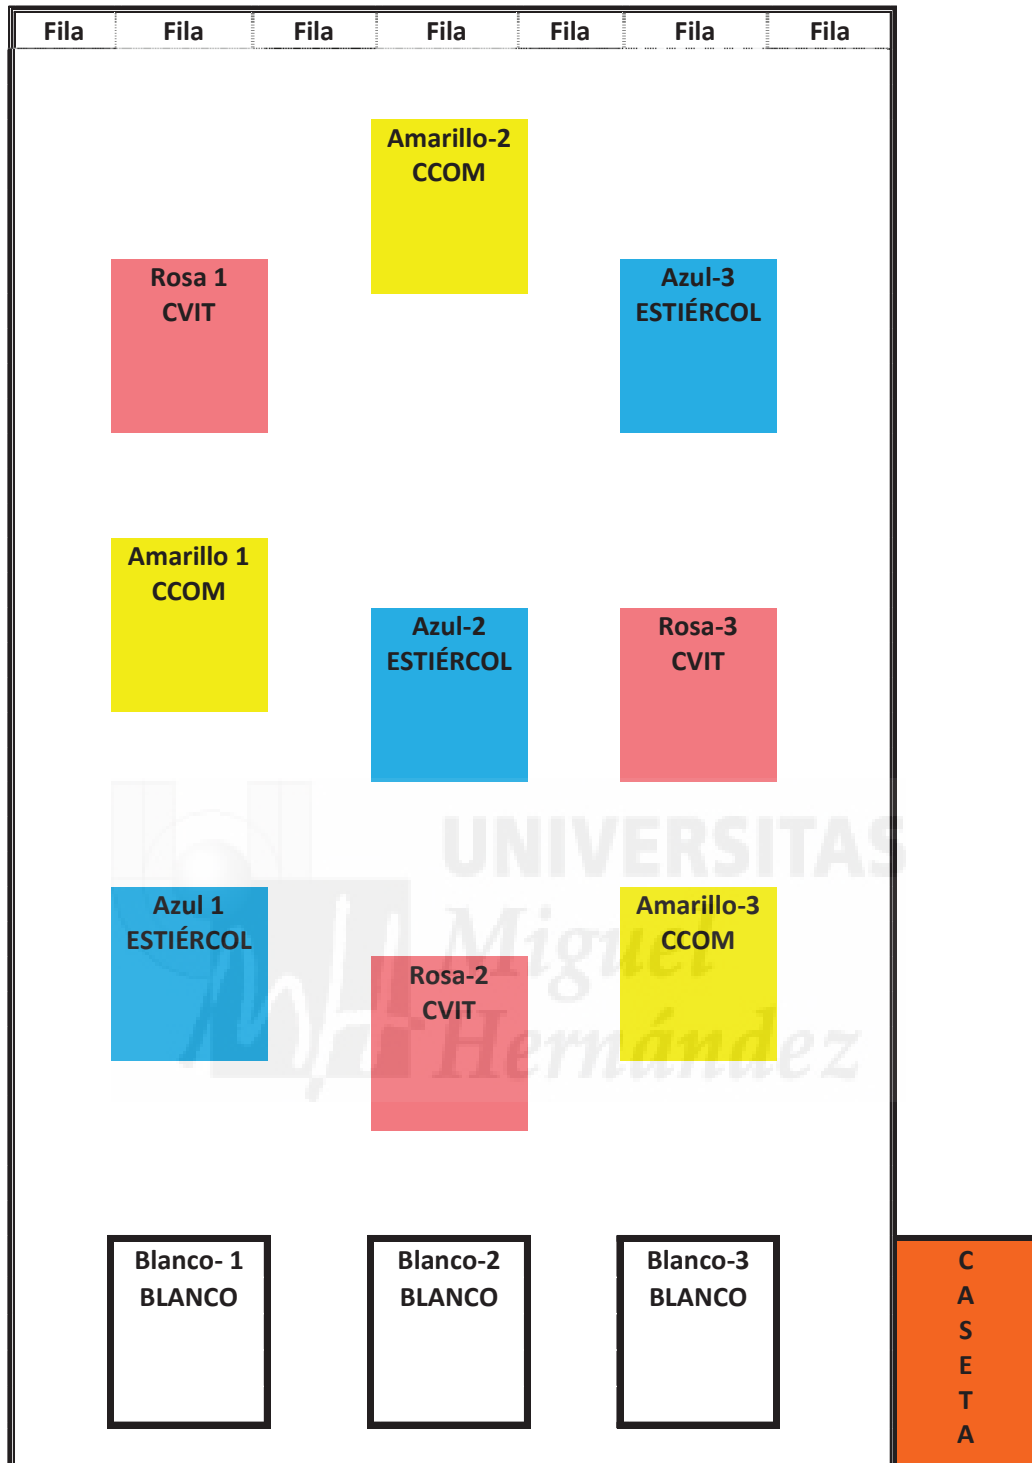 Fila Fila Fila Fila Fila Fila Fila
Amarillo-2
CCOM
Rosa 1
CVIT
Azul-3
ESTIÉRCOL
Amarillo 1
CCOM
Azul-2
ESTIÉRCOL
Rosa-3
CVIT
UNIVERSITAS
Miguel
Hernández
Azul 1
ESTIÉRCOL
Amarillo-3
CCOM
Rosa-2
CVIT
Blanco- 1
BLANCO
Blanco-2
BLANCO
Blanco-3
BLANCO
C
A
S
E
T
A